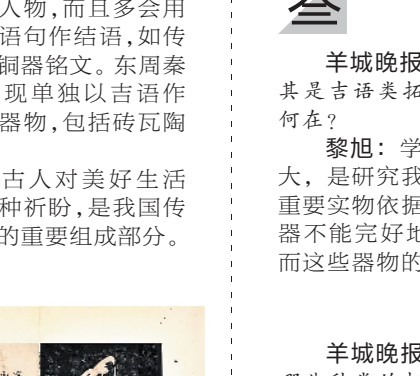 人物，而且多会用
语句作结语，如传
铜器铭文。东周秦
现单独以吉语作
器物，包括砖瓦陶
古人对美好生活
种祈盼，是我国传
的重要组成部分。
叁
羊城晚报
其是吉语类拓
何在？
黎旭：学
大，是研究我
重要实物依据
器不能完好地
而这些器物的
羊城晚报